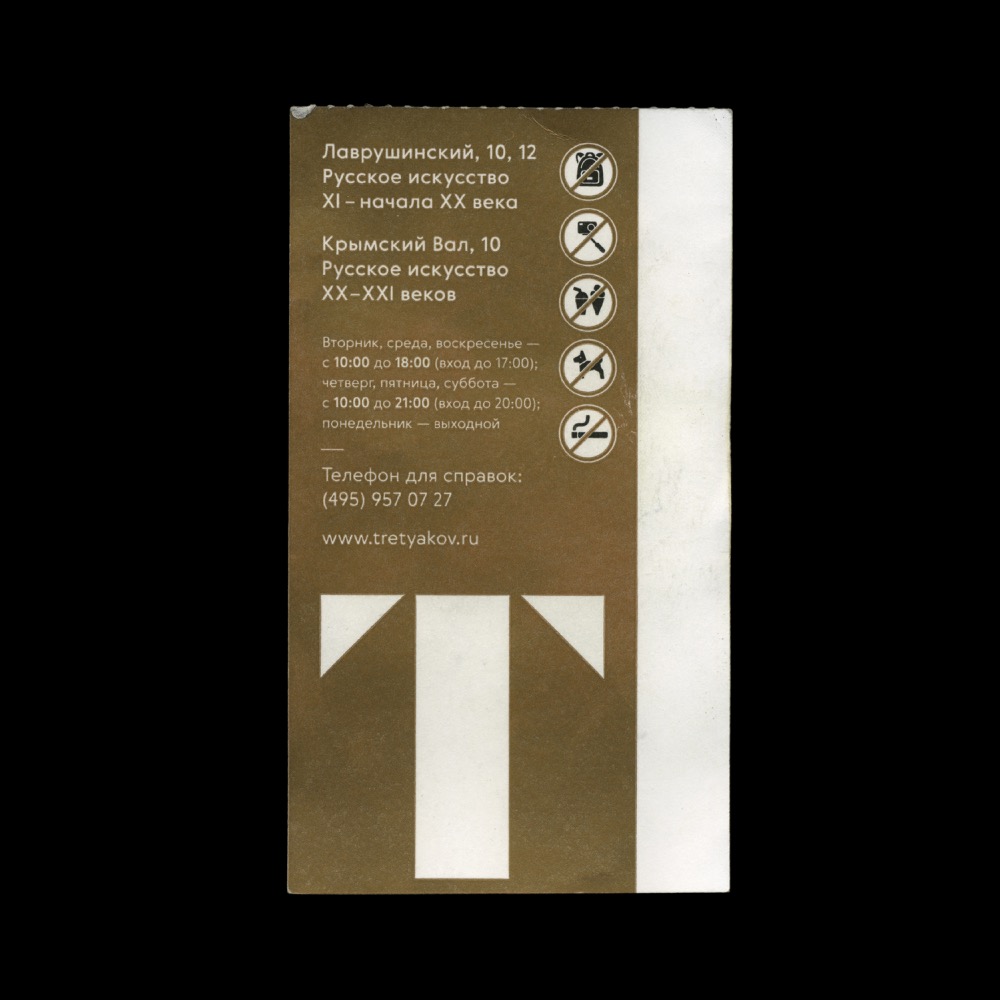 Лаврушинский, 10, 12
Русское искусство
XI – начала XX века
Крымский Вал, 10
Русское искусство
XX–XXI веков
Вторник, среда, воскресенье —
с 10:00 до 18:00 (вход до 17:00);
четверг, пятница, суббота —
с 10:00 до 21:00 (вход до 20:00);
понедельник — выходной
—
Телефон для справок:
(495) 957 07 27
www.tretyakov.ru
Т